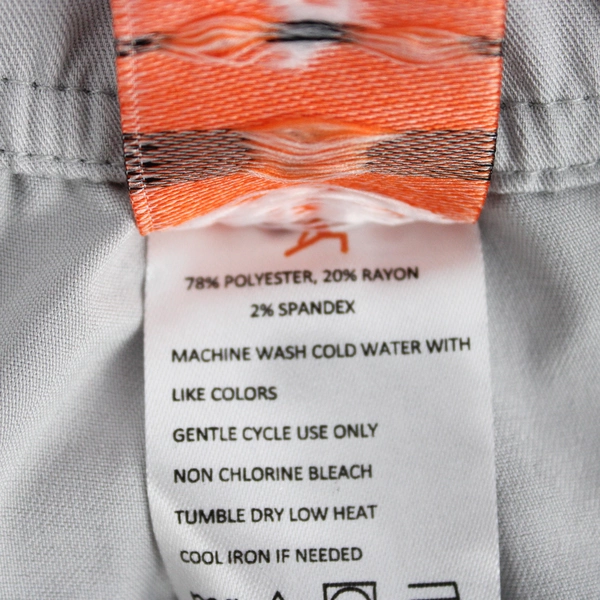 78% POLYESTER, 20% RAYON
2% SPANDEX
MACHINE WASH COLD WATER WITH
LIKE COLORS
GENTLE CYCLE USE ONLY
NON CHLORINE BLEACH
TUMBLE DRY LOW HEAT
COOL IRON IF NEEDED